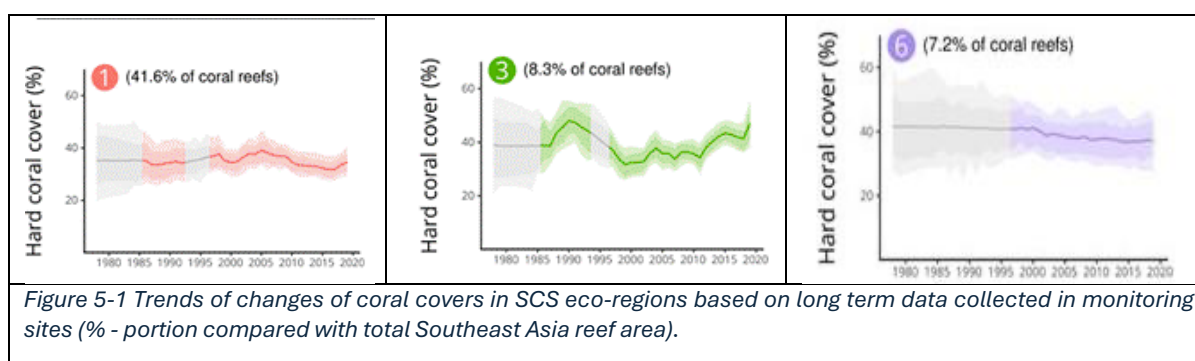 1 (41.6% of coral reefs)
Hard coral cover (%)
60
40
20
1980 1985 1990 1995 2000 2005 2010 2015 2020
3 (8.3% of coral reefs)
Hard coral cover (%)
60
40
20
1980 1985 1990 1995 2000 2005 2010 2015 2020
6 (7.2% of coral reefs)
Hard coral cover (%)
60
40
20
1980 1985 1990 1995 2000 2005 2010 2015 2020
Figure 5-1 Trends of changes of coral covers in SCS eco-regions based on long term data collected in monitoring
sites (% - portion compared with total Southeast Asia reef area).